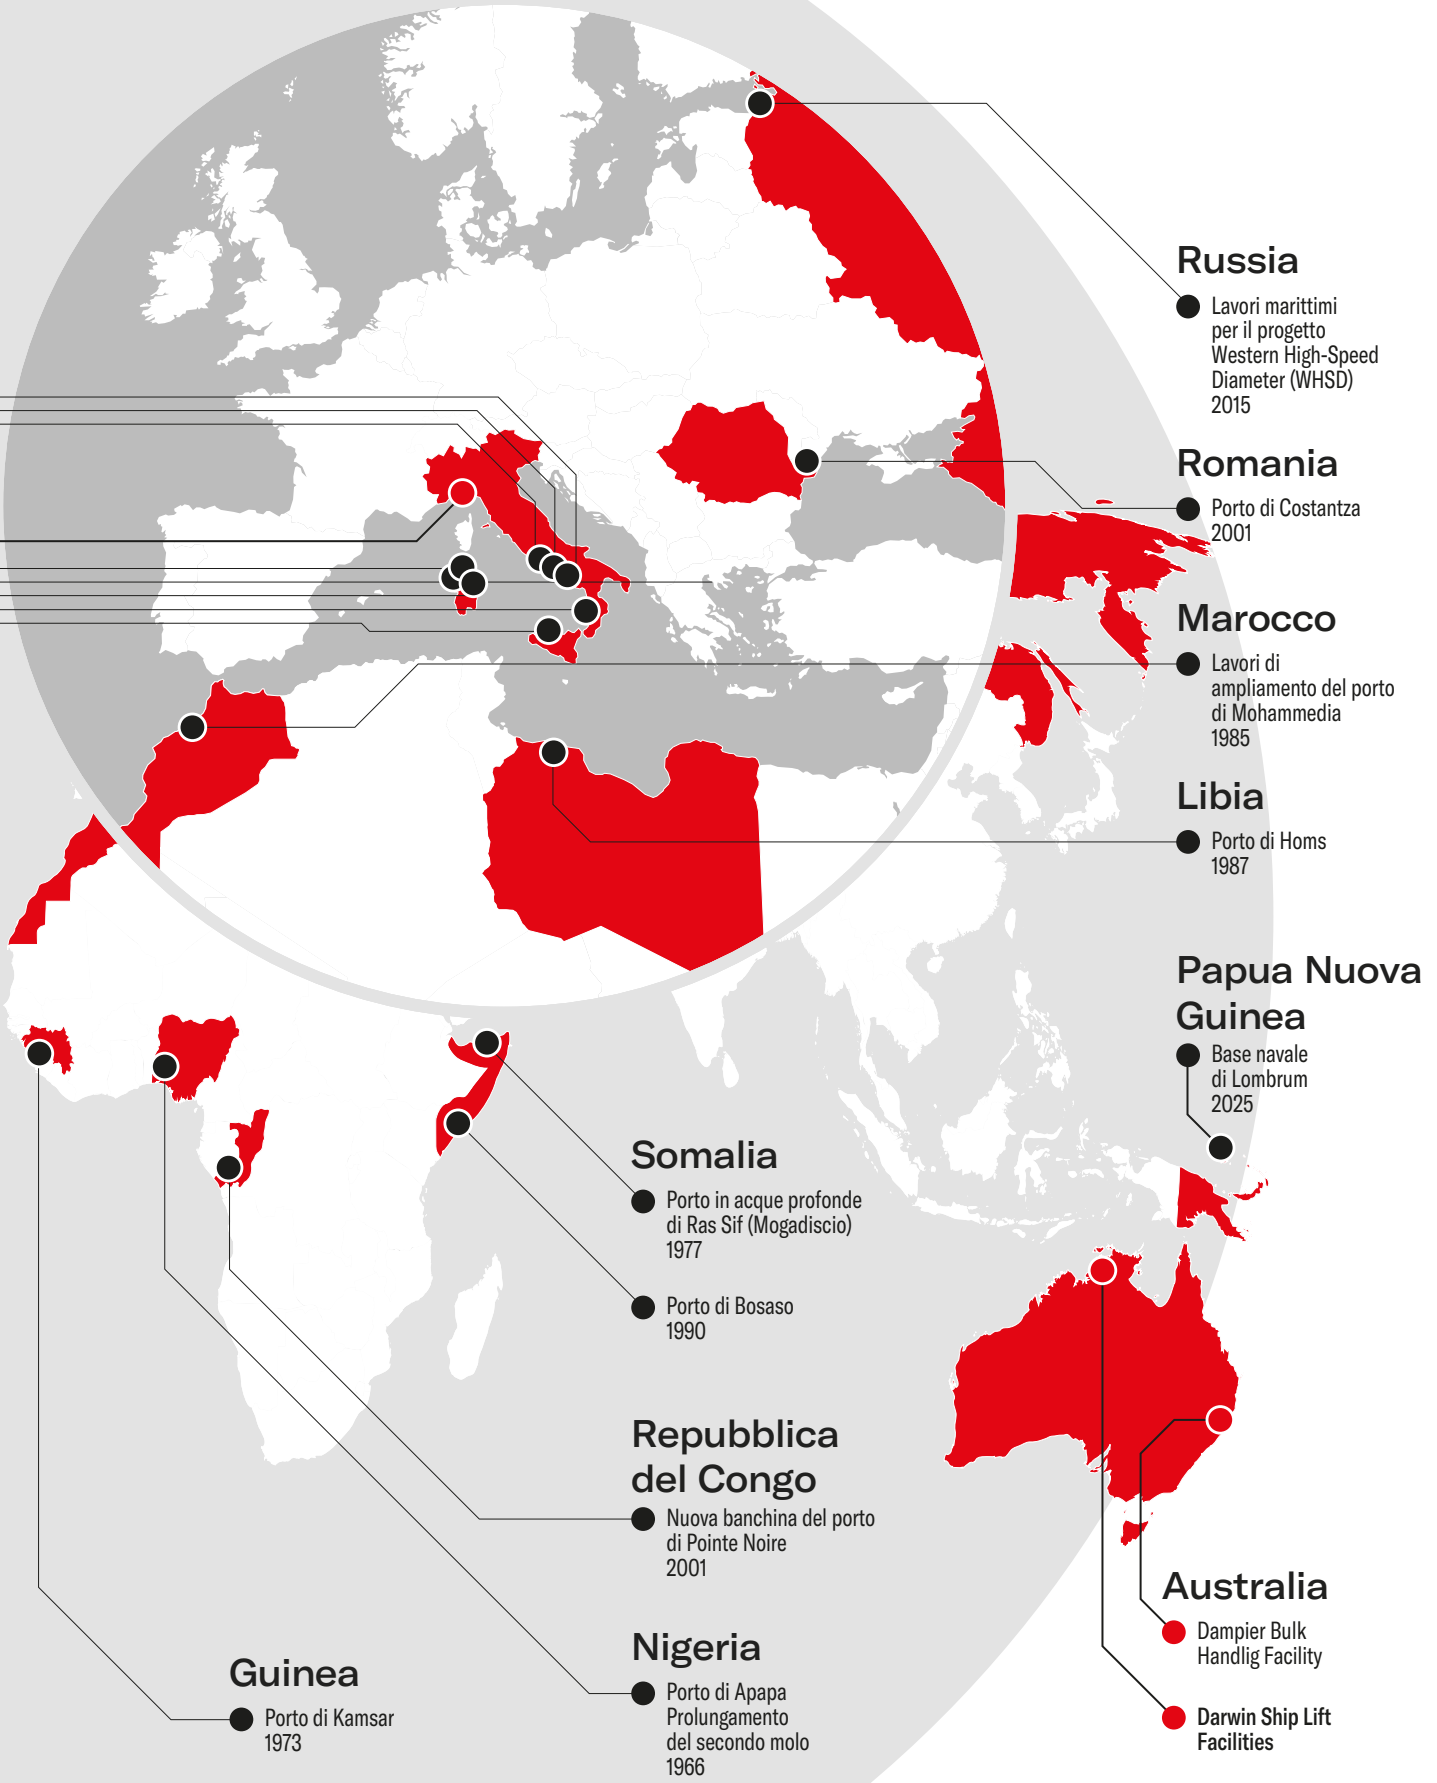 Russia
Lavori marittimi
per il progetto
Western High-Speed
Diameter (WHSD)
2015
Romania
Porto di Costantza
2001
Marocco
Lavori di
ampliamento del porto
di Mohammedia
1985
Libia
Porto di Homs
1987
Papua Nuova
Guinea
Base navale
di Lombrum
2025
Somalia
Porto in acque profonde
di Ras Sif (Mogadiscio)
1977
Porto di Bosaso
1990
Repubblica
del Congo
Nuova banchina del porto
di Pointe Noire
2001
Australia
Dampier Bulk
Handlig Facility
Darwin Ship Lift
Facilities
Nigeria
Porto di Apapa
Prolungamento
del secondo molo
1966
Guinea
Porto di Kamsar
1973